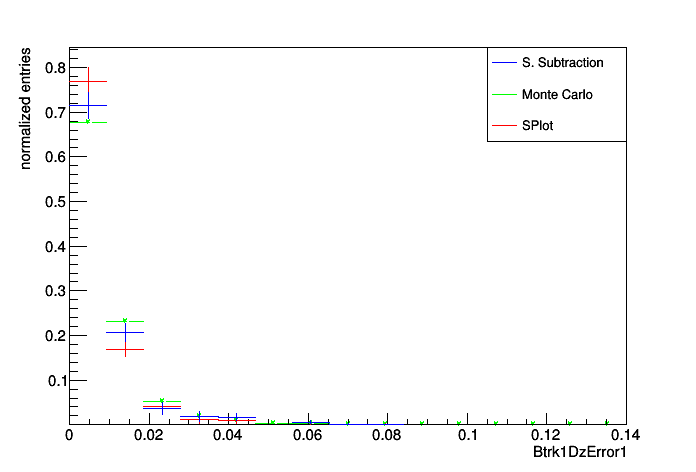 normalized entries
S. Subtraction
Monte Carlo
SPlot
0.8
0.7
0.6
0.5
0.4
0.3
0.2
0.1
0 0.02 0.04 0.06 0.08 0.1 0.12 0.14
Btrk1DzError1